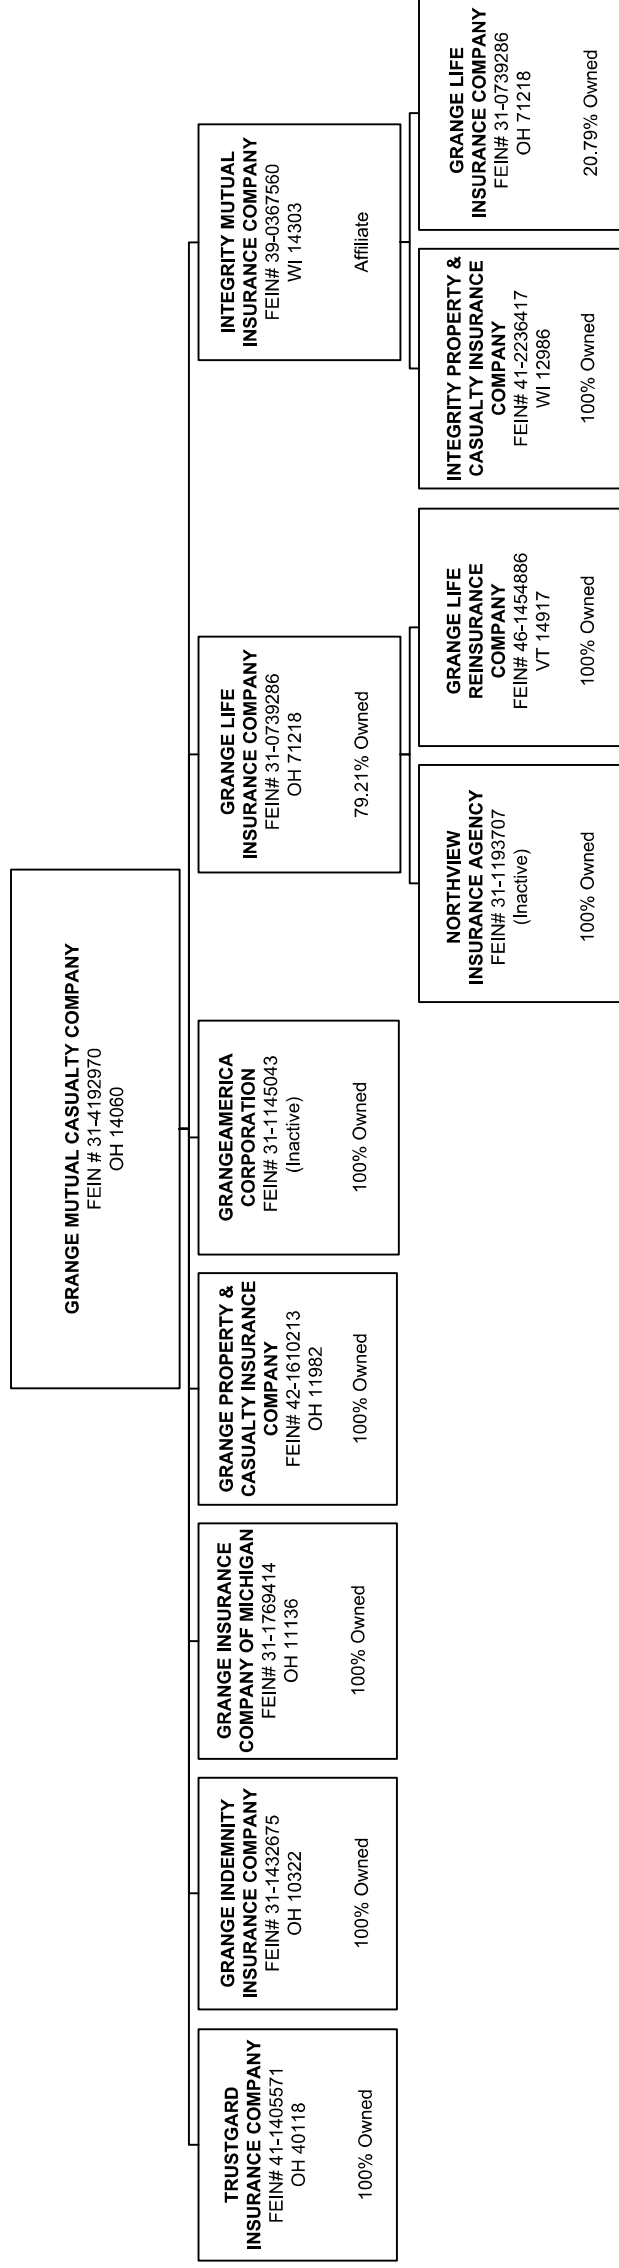 GRANGE MUTUAL CASUALTY COMPANY
FEIN # 31-4192970
OH 14060
TRUSTGARD
INSURANCE COMPANY
FEIN# 41-1405571
OH 40118
100% Owned
GRANGE INDEMNITY
INSURANCE COMPANY
FEIN# 31-1432675
OH 10322
100% Owned
GRANGE INSURANCE
COMPANY OF MICHIGAN
FEIN# 31-1769414
OH 11136
100% Owned
GRANGE PROPERTY &
CASUALTY INSURANCE
COMPANY
FEIN# 42-1610213
OH 11982
100% Owned
GRANGEAMERICA
CORPORATION
FEIN# 31-1145043
(Inactive)
100% Owned
GRANGE LIFE
INSURANCE COMPANY
FEIN# 31-0739286
OH 71218
79.21% Owned
INTEGRITY MUTUAL
INSURANCE COMPANY
FEIN# 39-0367560
WI 14303
Affiliate
NORTHVIEW
INSURANCE AGENCY
FEIN# 31-1193707
(Inactive)
100% Owned
GRANGE LIFE
REINSURANCE
COMPANY
FEIN# 46-1454886
VT 14917
100% Owned
INTEGRITY PROPERTY &
CASUALTY INSURANCE
COMPANY
FEIN# 41-2236417
WI 12986
100% Owned
GRANGE LIFE
INSURANCE COMPANY
FEIN# 31-0739286
OH 71218
20.79% Owned